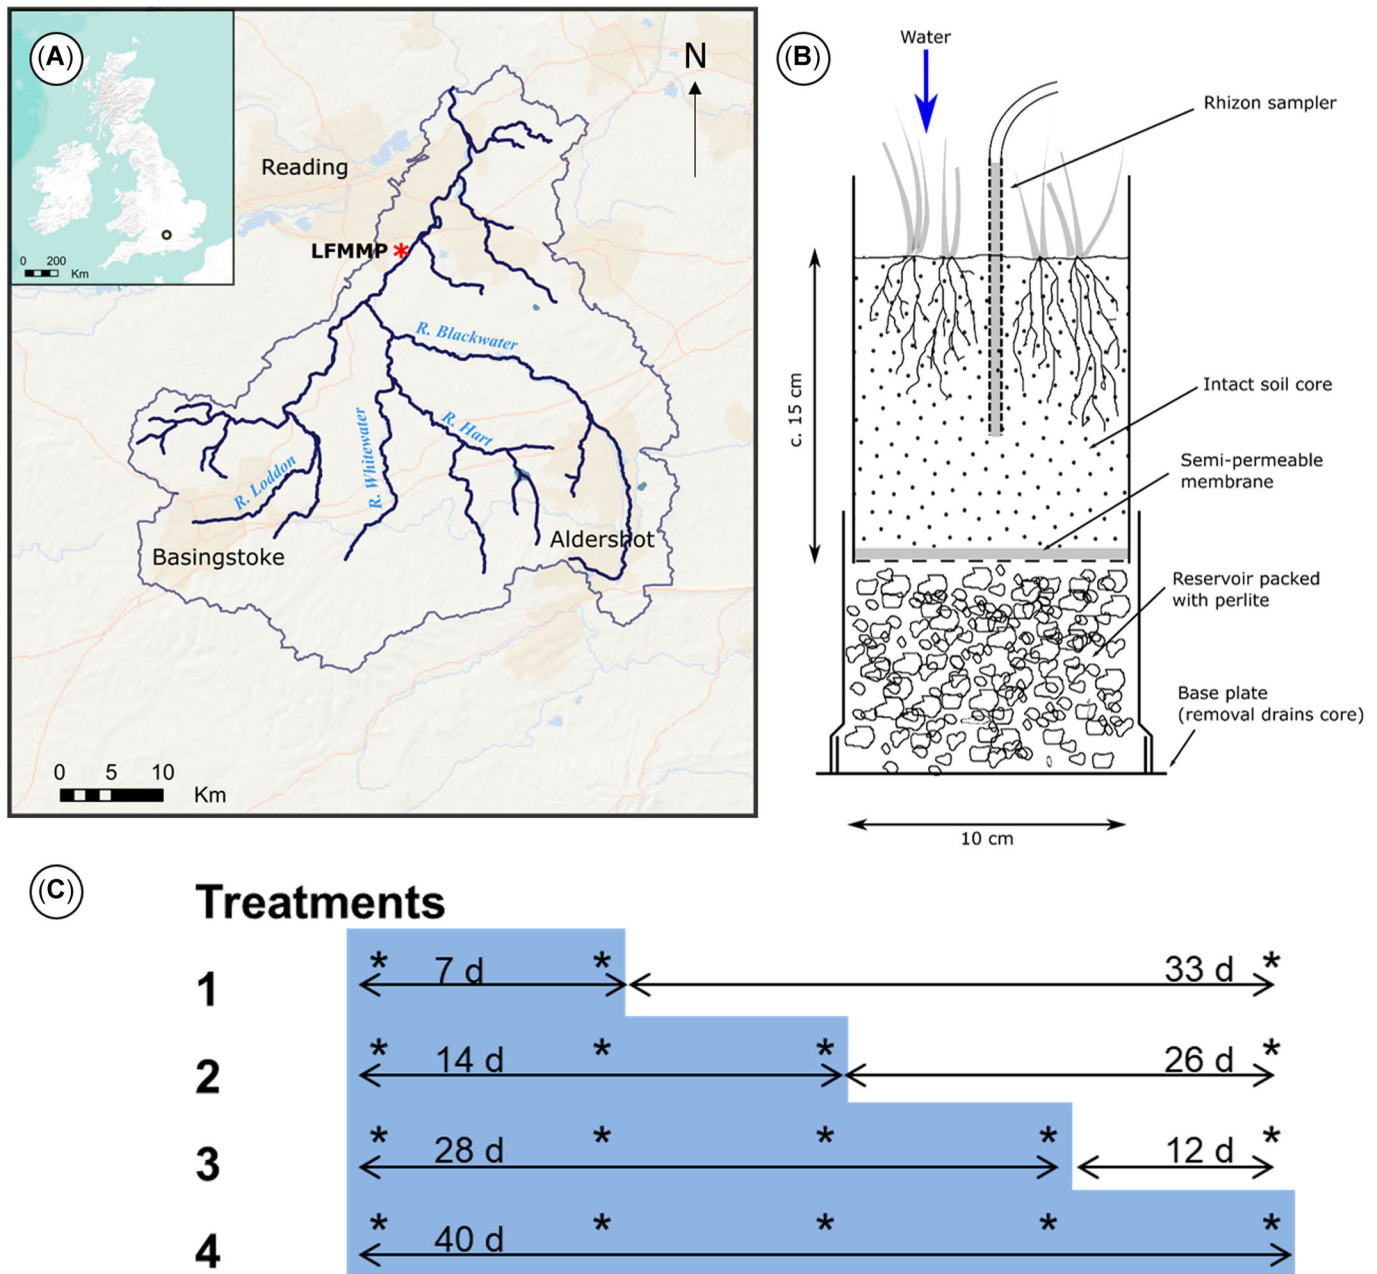 (A)
N
Reading
LFMMP *
0 200 Km
R. Blackwater
R. Hart
R. Whitewater
R. Loddon
Aldershot
Basingstoke
0 5 10
Km
(B)
Water
Rhizon sampler
c. 15 cm
Intact soil core
Semi-permeable
membrane
Reservoir packed
with perlite
Base plate
(removal drains core)
10 cm
(C)
Treatments
1 * 7 d * 33 d *
2 * 14 d * * 26 d *
3 * 28 d * * * 12 d *
4 * 40 d * * * *